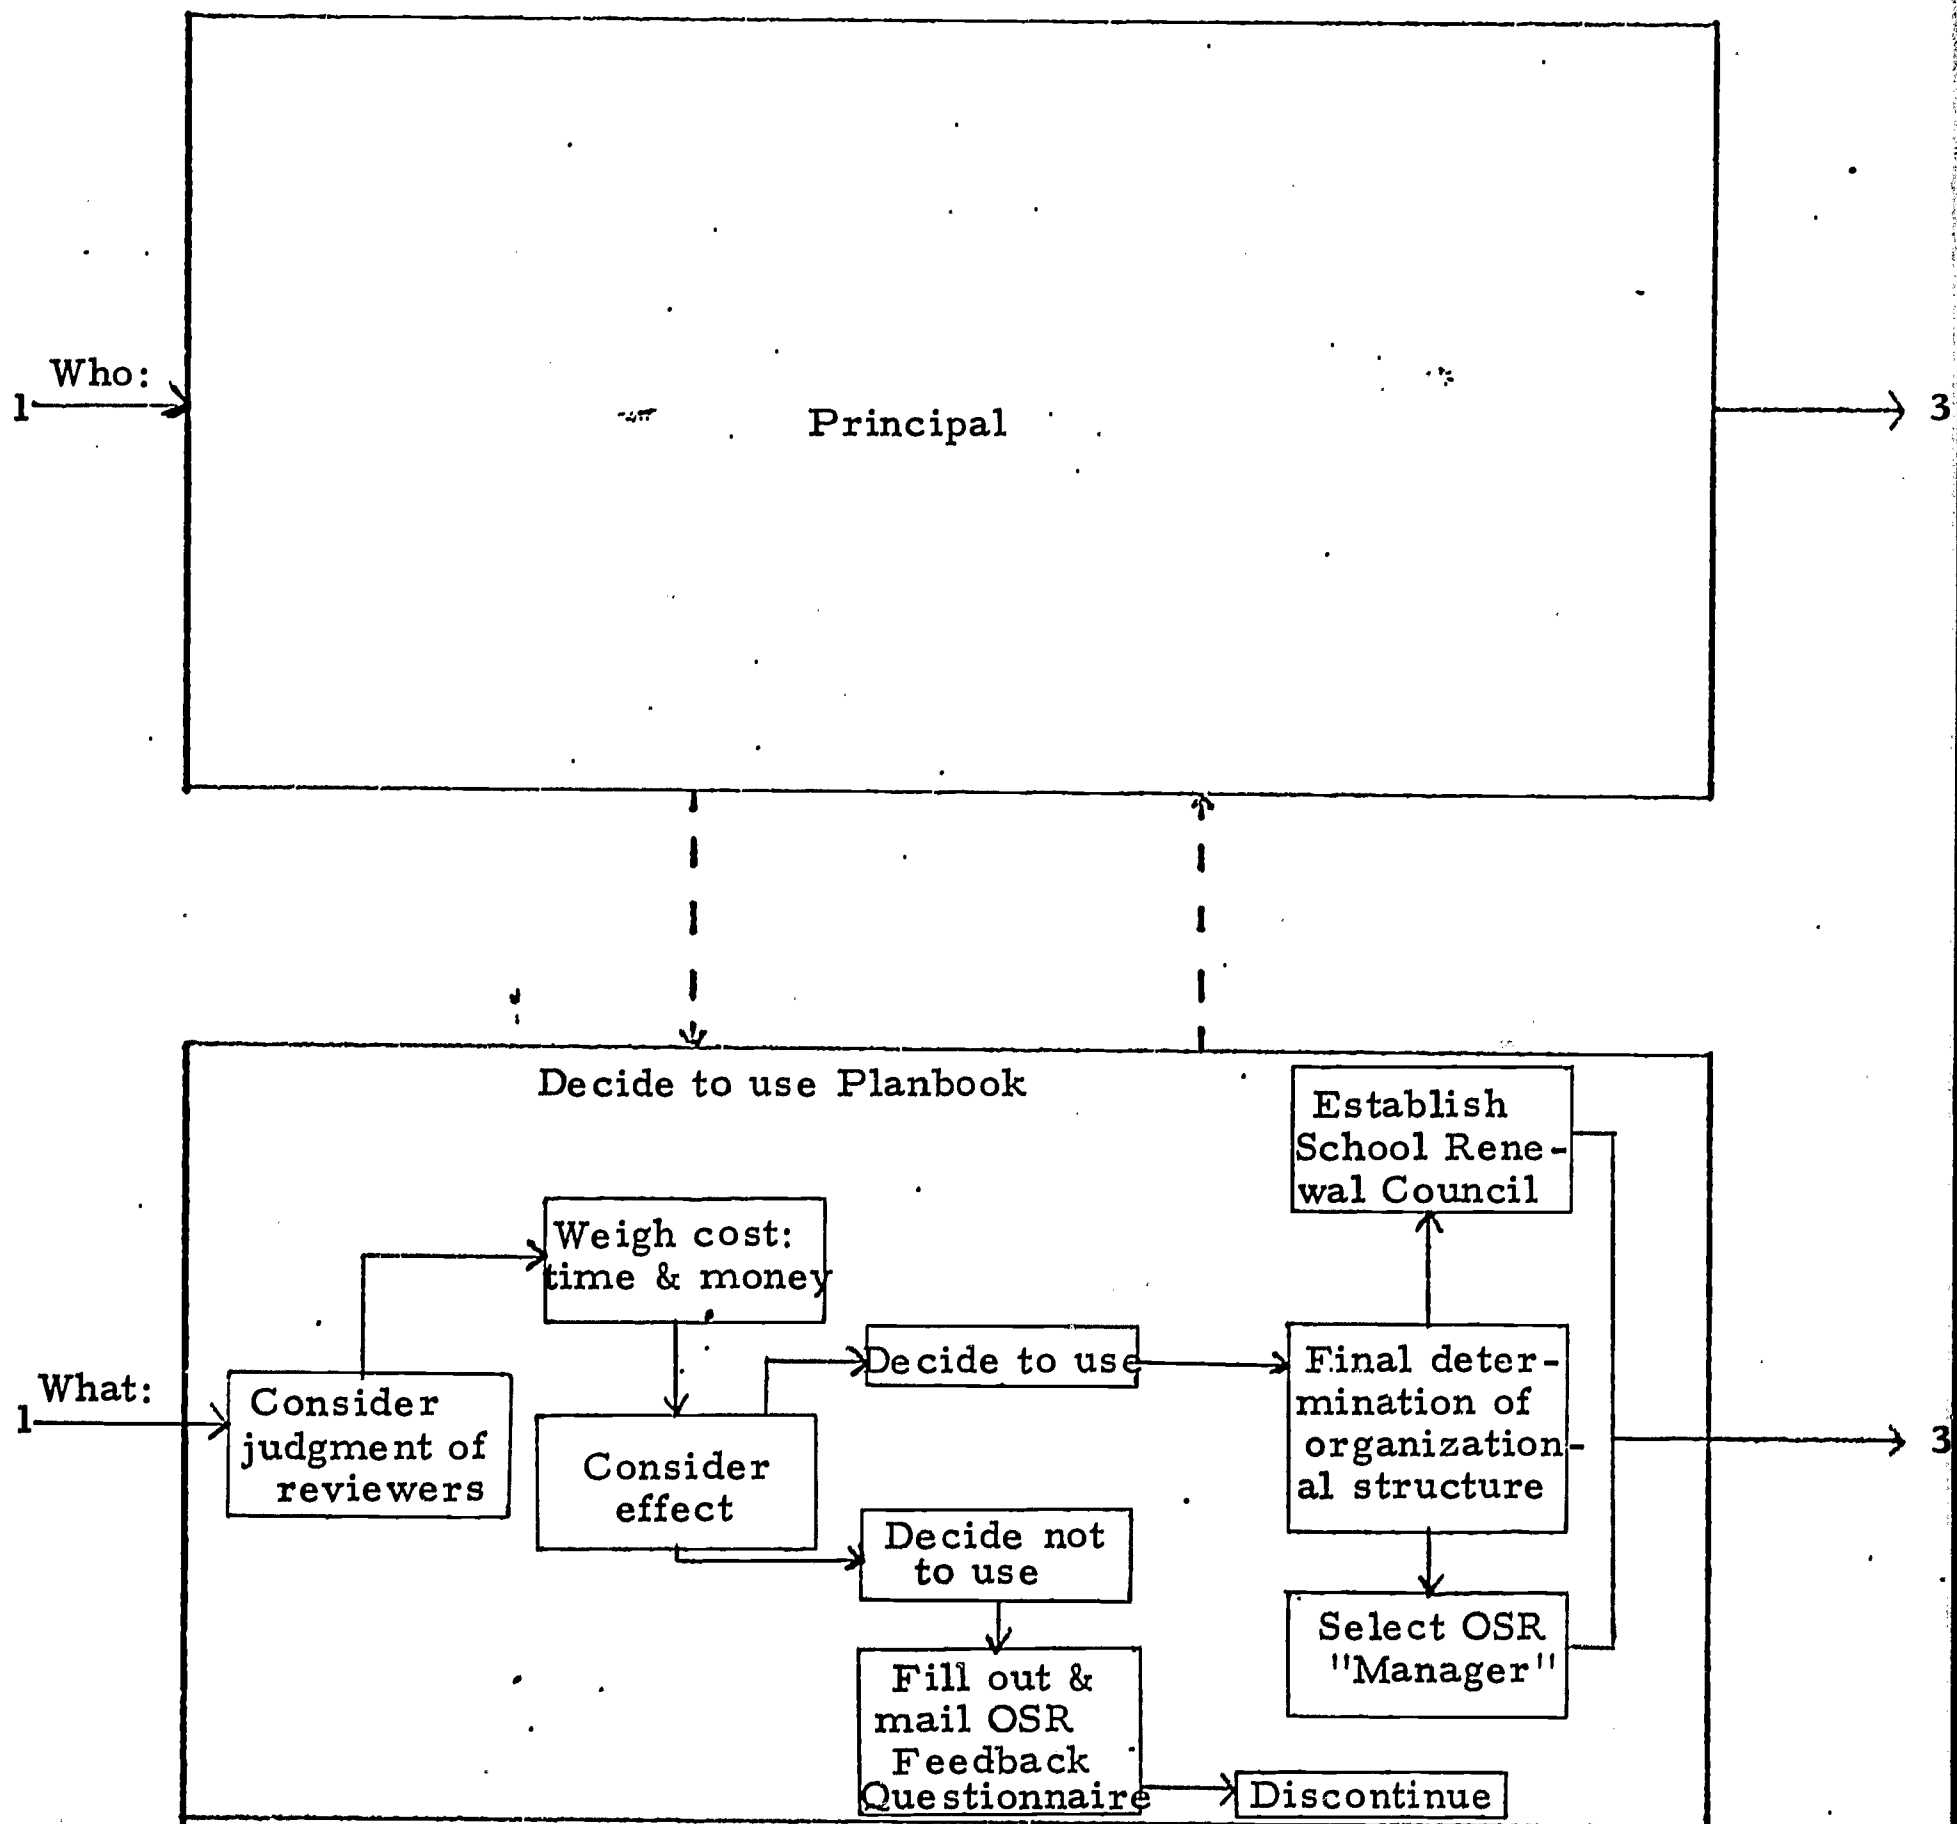 Who:
1
Principal
3
Decide to use Planbook
Establish
School Rene-
wal Council
Weigh cost:
time & money
What:
1
Consider
judgment of
reviewers
Consider
effect
Decide to use
Final deter-
mination of
organization-
al structure
3
Decide not
to use
Select OSR
"Manager"
Fill out &
mail OSR
Feedback
Questionnaire
Discontinue